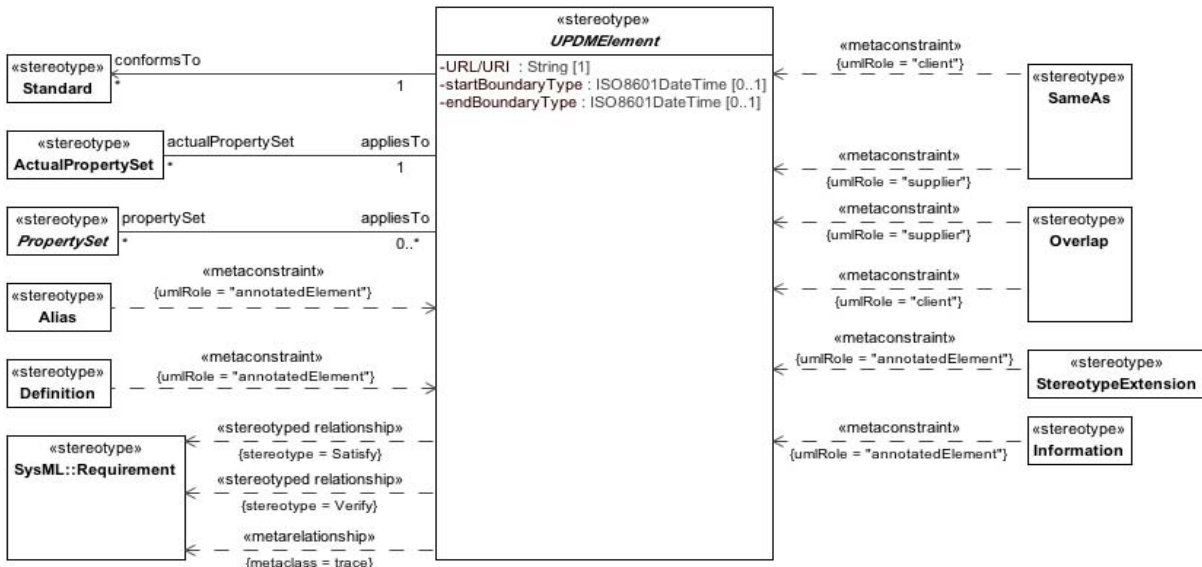 «stereotype»
UPDMElement
-URL/URI : String [1]
-startBoundaryType : ISO8601DateTime [0..1]
-endBoundaryType : ISO8601DateTime [0..1]
«stereotype»
Standard
conformsTo
*
1
«stereotype»
ActualPropertySet
actualPropertySet
appliesTo
*
1
«stereotype»
PropertySet
propertySet
appliesTo
*
0..*
«stereotype»
Alias
«metaconstraint»
{umlRole = "annotatedElement"}
«stereotype»
Definition
«metaconstraint»
{umlRole = "annotatedElement"}
«stereotype»
SysML::Requirement
«stereotyped relationship»
{stereotype = Satisfy}
«stereotyped relationship»
{stereotype = Verify}
«metarelationship»
{metaclass = trace}
«metaconstraint»
{umlRole = "client"}
«stereotype»
SameAs
«metaconstraint»
{umlRole = "supplier"}
«metaconstraint»
{umlRole = "supplier"}
«stereotype»
Overlap
«metaconstraint»
{umlRole = "client"}
«metaconstraint»
{umlRole = "annotatedElement"}
«stereotype»
StereotypeExtension
«metaconstraint»
{umlRole = "annotatedElement"}
«stereotype»
Information